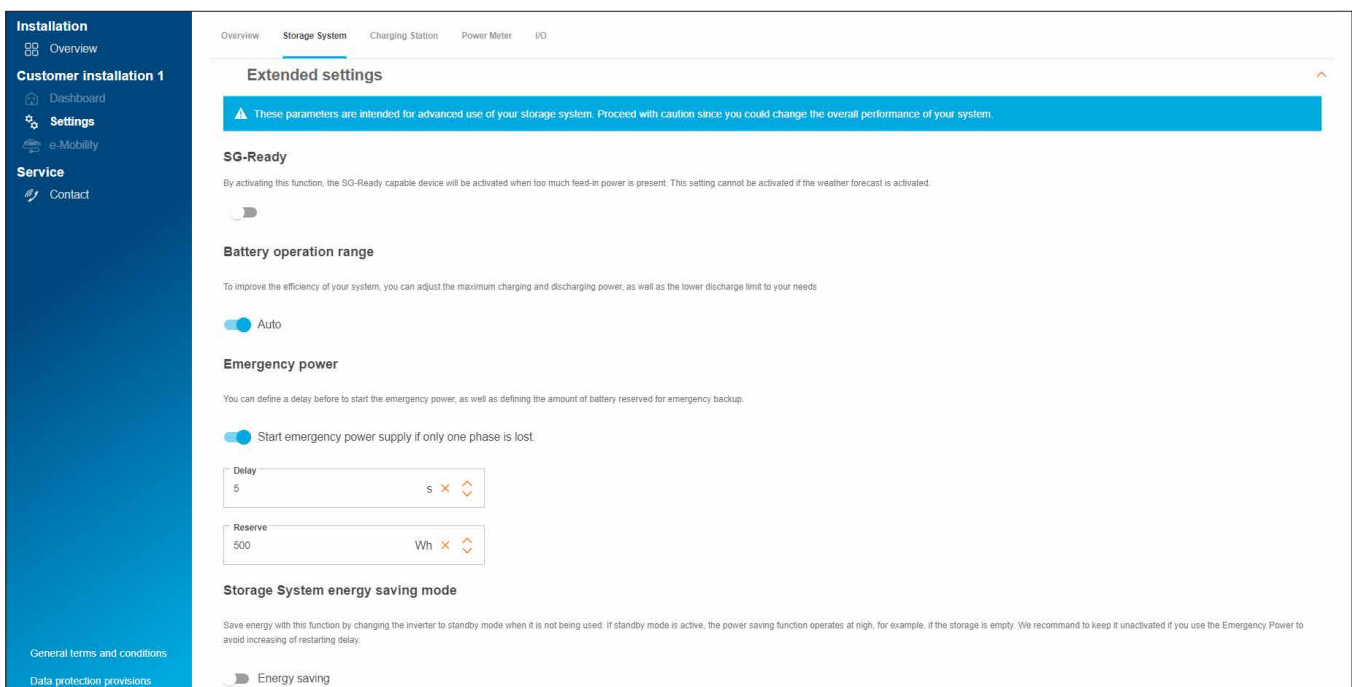 Installation
Overview
Customer installation 1
Dashboard
Settings
e-Mobility
Service
Contact
General terms and conditions
Data protection provisions
Overview Storage System Charging Station Power Meter I/O
Extended settings
These parameters are intended for advanced use of your storage system. Proceed with caution since you could change the overall performance of your system.
SG-Ready
By activating this function, the SG-Ready capable device will be activated when too much feed-in power is present. This setting cannot be activated if the weather forecast is activated.
Battery operation range
To improve the efficiency of your system, you can adjust the maximum charging and discharging power, as well as the lower discharge limit to your needs
Auto
Emergency power
You can define a delay before to start the emergency power, as well as defining the amount of battery reserved for emergency backup.
Start emergency power supply if only one phase is lost.
Delay
5 s
Reserve
500 Wh
Storage System energy saving mode
Save energy with this function by changing the inverter to standby mode when it is not being used. If standby mode is active, the power saving function operates at nigh, for example, if the storage is empty. We recommand to keep it unactivated if you use the Emergency Power to
avoid increasing of restarting delay.
Energy saving